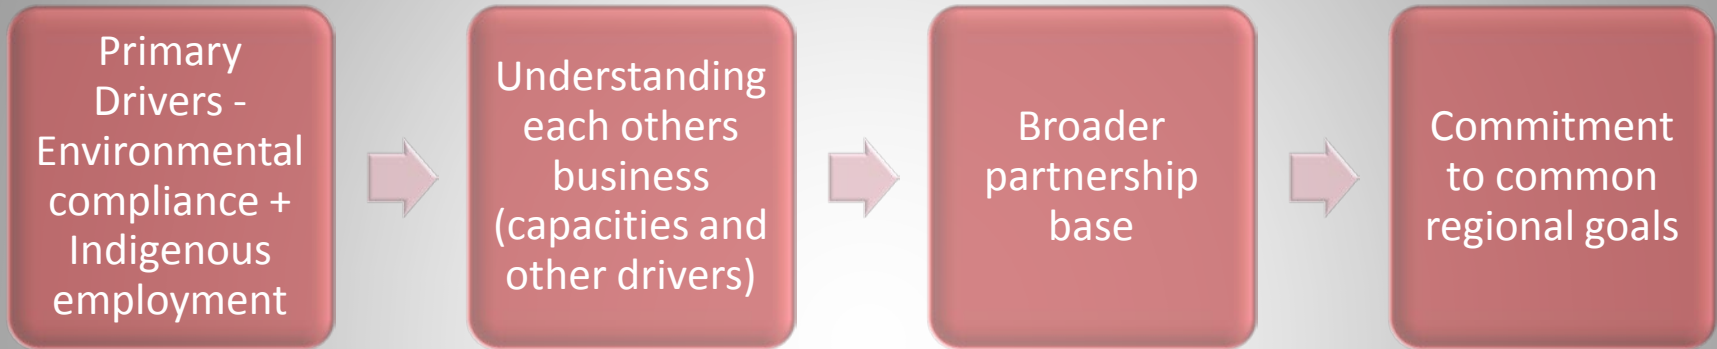 Primary
Drivers -
Environmental
compliance +
Indigenous
employment
Understanding
each others
business
(capacities and
other drivers)
Broader
partnership
base
Commitment
to common
regional goals